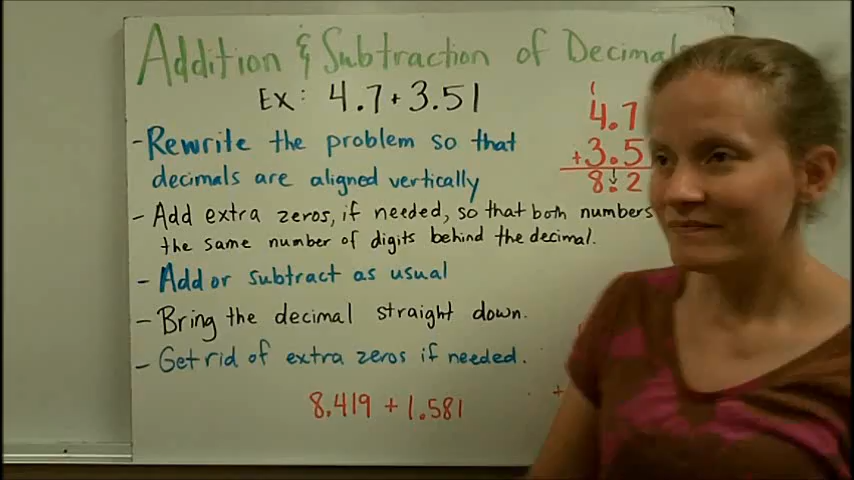 Addition & Subtraction of Decimals
Ex: 4.7+3.51
- Rewrite the problem so that
decimals are aligned vertically
- Add extra zeros, if needed, so that both numbers
the same number of digits behind the decimal.
- Add or subtract as usual
- Bring the decimal straight down.
- Get rid of extra zeros if needed.
8.419 + 1.581
1
4.7
+3.5
8.2
+